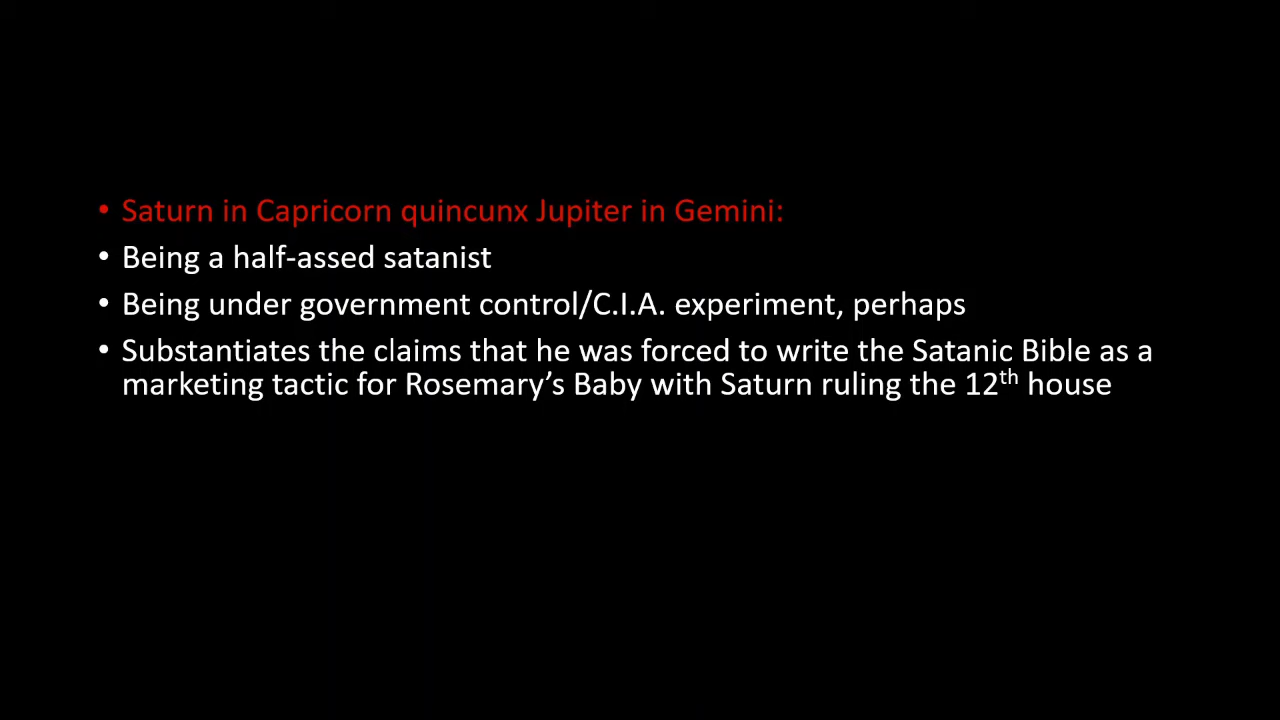 • Saturn in Capricorn quincunx Jupiter in Gemini:
• Being a half-assed satanist
• Being under government control/C.I.A. experiment, perhaps
• Substantiates the claims that he was forced to write the Satanic Bible as a
marketing tactic for Rosemary’s Baby with Saturn ruling the 12th house